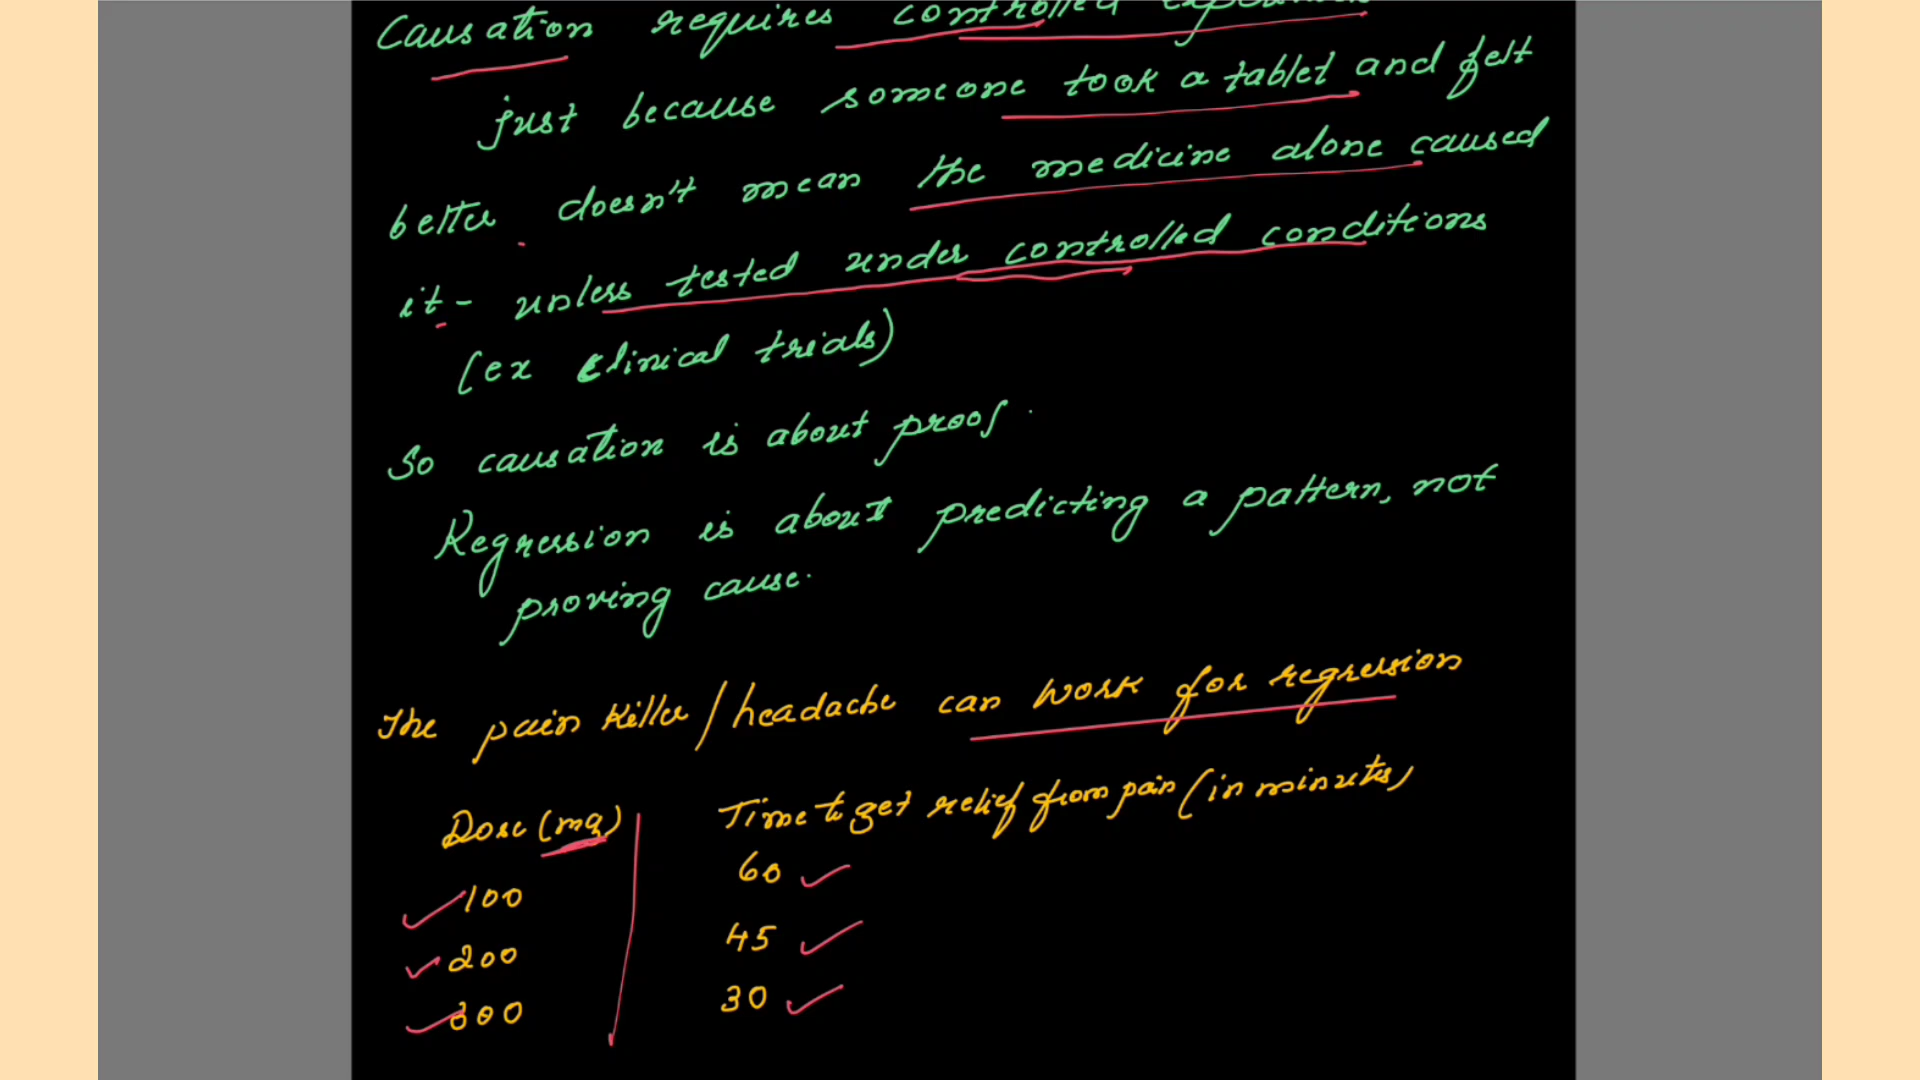 Causation requires controlled
just because someone took a tablet and felt
better doesn't mean the medicine alone caused
it - unless tested under controlled conditions
(ex Clinical trials)
So causation is about proof.
Regression is about predicting a pattern, not
proving cause.
The pain killer/headache can work for regression
Dose (mg) Time to get relief from pain (in minutes)
100 60
200 45
300 30